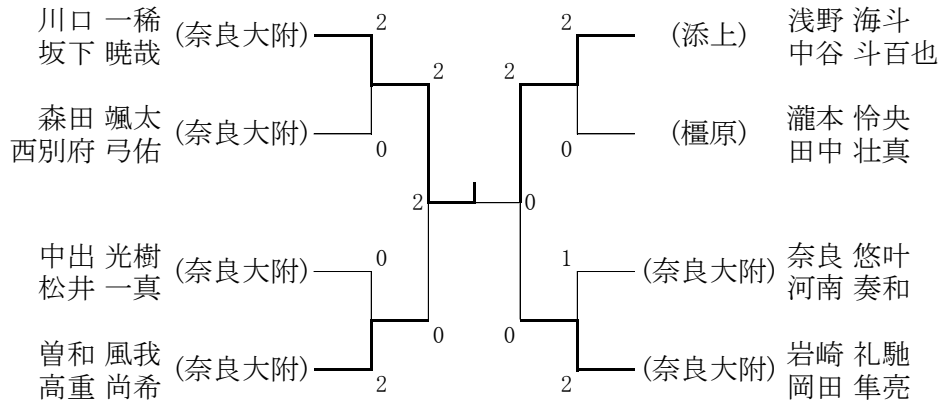 川口 一稀
坂下 暁哉
(奈良大附)
2
2
2
(添上)
浅野 海斗
中谷 斗百也
森田 颯太
西別府 弓佑
(奈良大附)
0
0
(橿原)
瀧本 怜央
田中 壮真
2
0
中出 光樹
松井 一真
(奈良大附)
0
1
(奈良大附)
奈良 悠叶
河南 奏和
0
0
曽和 風我
高重 尚希
(奈良大附)
2
2
(奈良大附)
岩崎 礼馳
岡田 隼亮
2